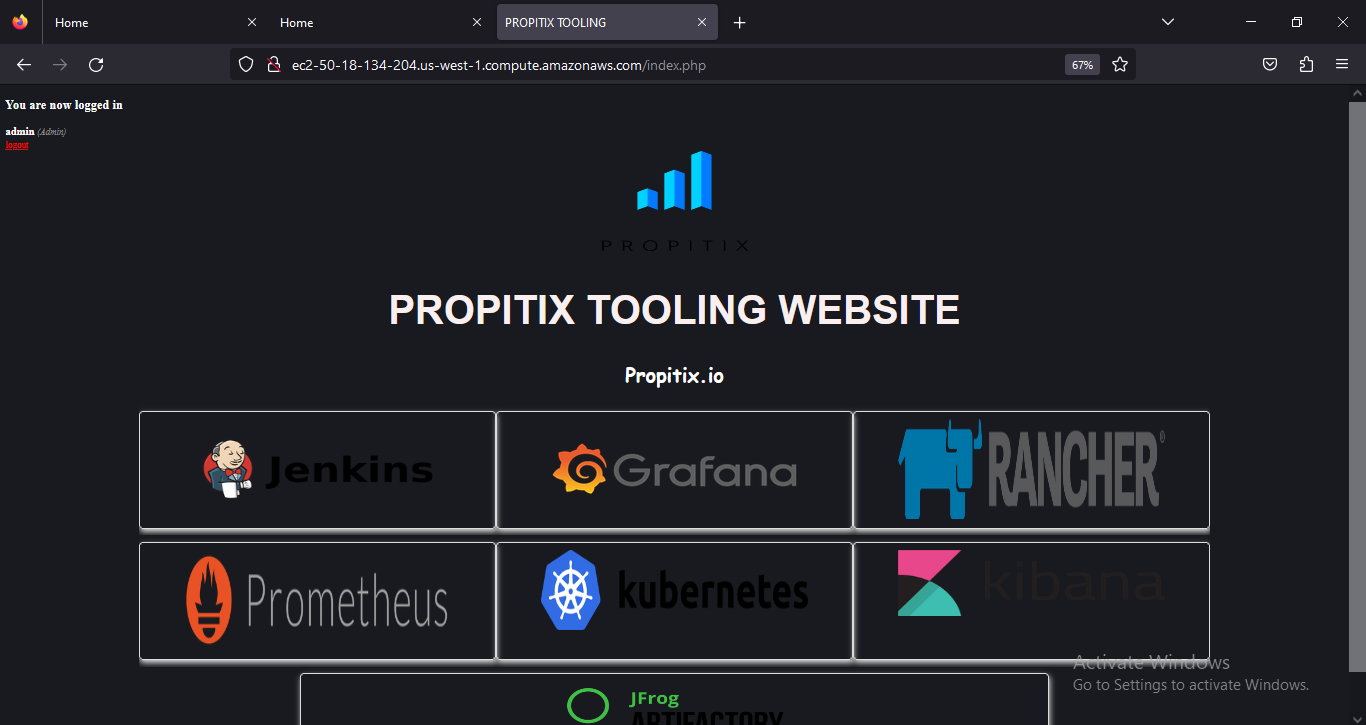 Home
Home
PROPITIX TOOLING
ec2-50-18-134-204.us-west-1.compute.amazonaws.com/index.php
67%
You are now logged in
admin (Admin)
logout
PROPITIX
PROPITIX TOOLING WEBSITE
Propitix.io
Jenkins
Grafana
RANCHER®
Prometheus
kubernetes
kibana
Activate Windows
Go to Settings to activate Windows.
JFrog
ARTIFACTORY